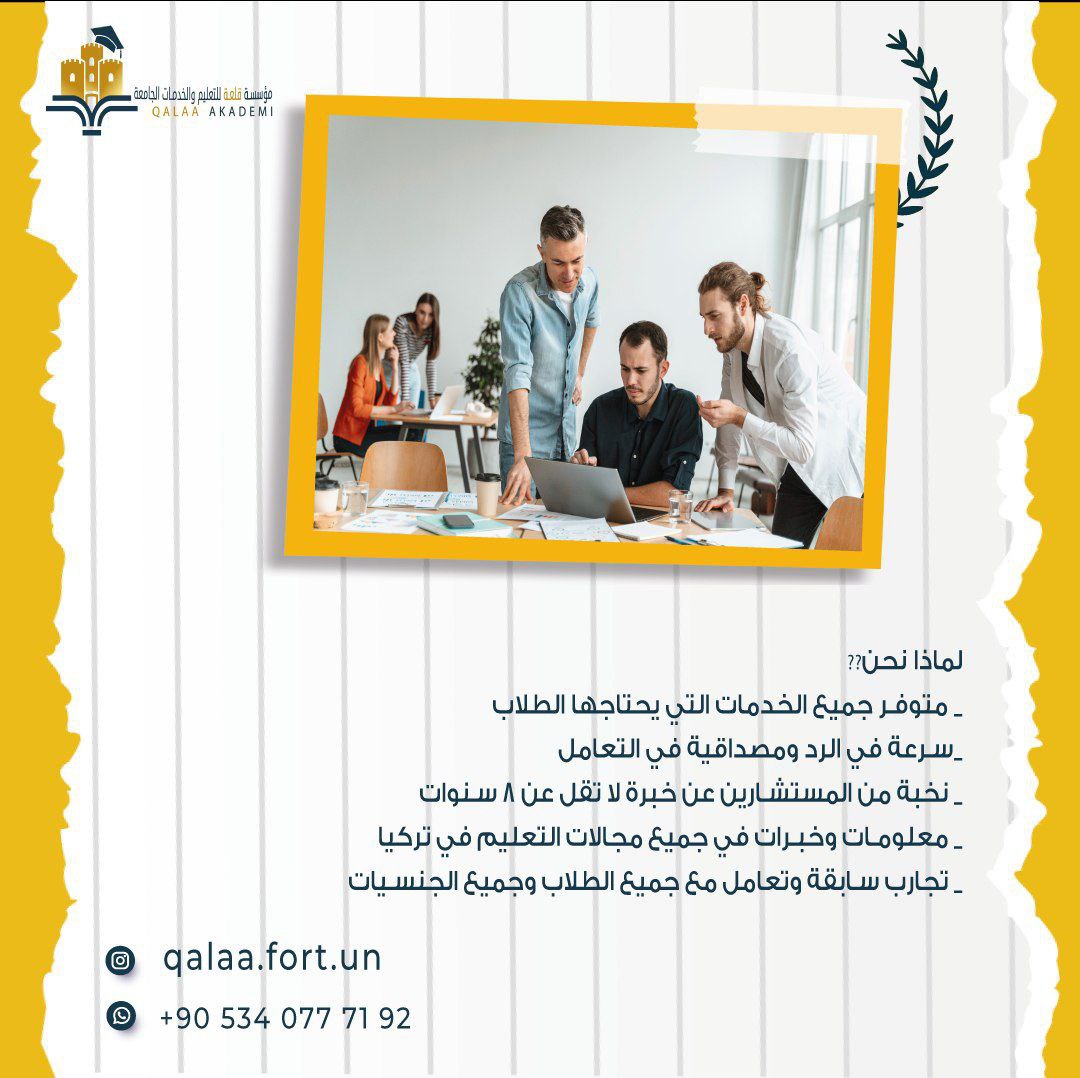 مؤسسة قلعة للتعليم والخدمات الجامعة
QALAA AKADEMI
لماذا نحن??
_ متوفر جميع الخدمات التي يحتاجها الطلاب
_سرعة في الرد ومصداقية في التعامل
_ نخبة من المستشارين عن خبرة لا تقل عن ٨ سنوات
_ معلومات وخبرات في جميع مجالات التعليم في تركيا
_ تجارب سابقة وتعامل مع جميع الطلاب وجميع الجنسيات
qalaa.fort.un
+90 534 077 71 92